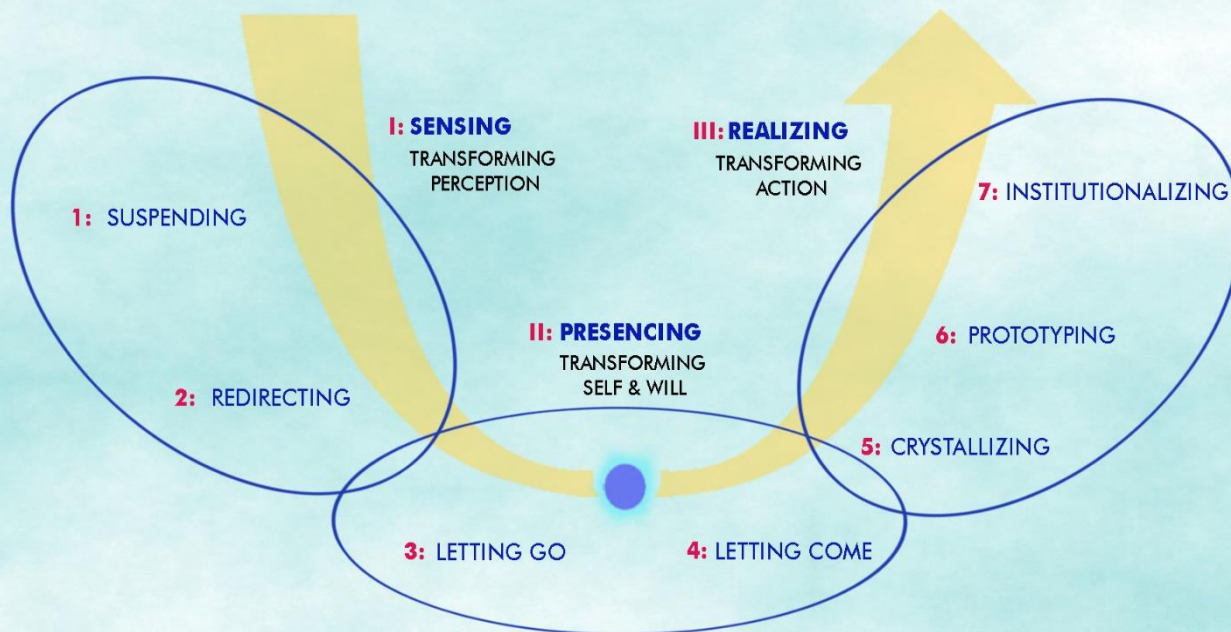 I: SENSING
TRANSFORMING
PERCEPTION
1: SUSPENDING
2: REDIRECTING
II: PRESENCING
TRANSFORMING
SELF & WILL
3: LETTING GO
4: LETTING COME
III: REALIZING
TRANSFORMING
ACTION
5: CRYSTALLIZING
6: PROTOTYPING
7: INSTITUTIONALIZING